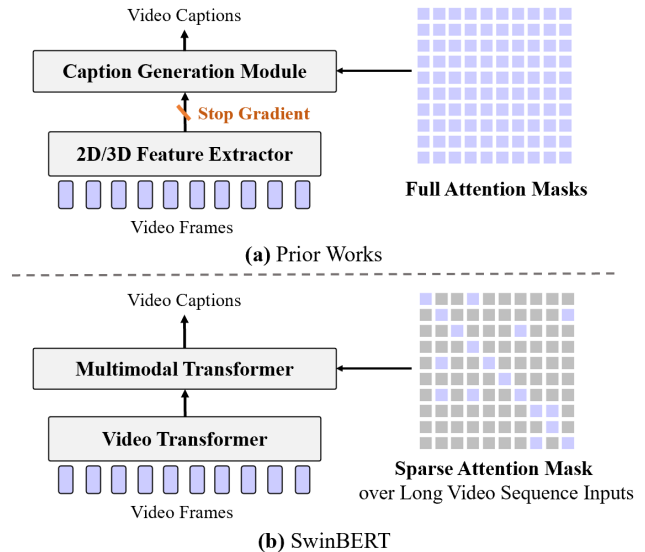 Video Captions
Caption Generation Module
Stop Gradient
2D/3D Feature Extractor
Full Attention Masks
Video Frames
(a) Prior Works
Video Captions
Multimodal Transformer
Video Transformer
Sparse Attention Mask
over Long Video Sequence Inputs
Video Frames
(b) SwinBERT